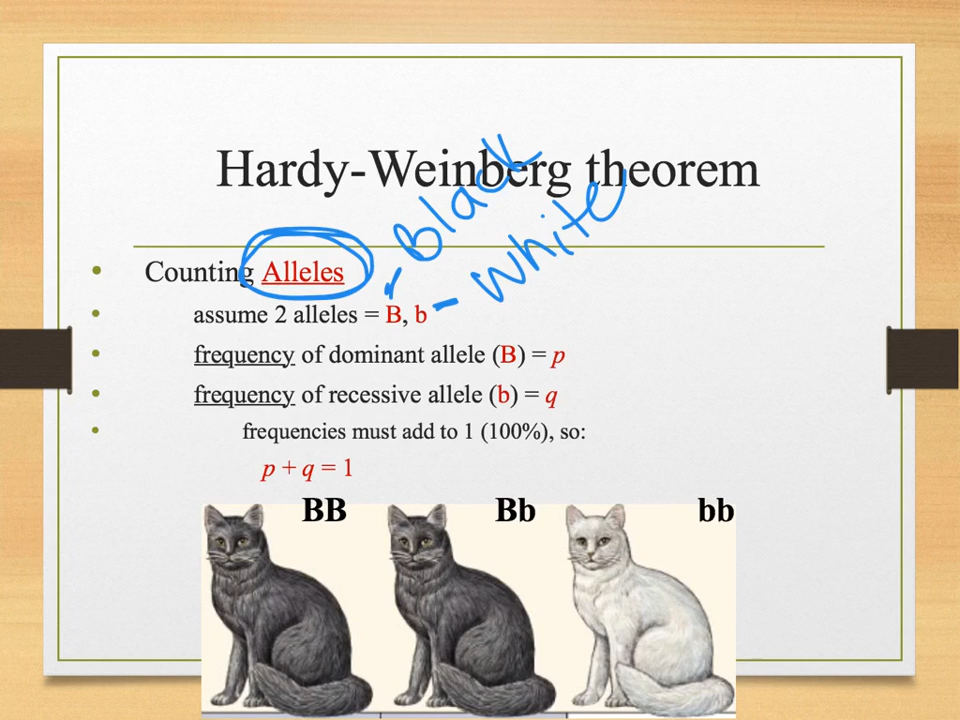 Hardy-Weinberg theorem
- Black
- White
• Counting Alleles
• assume 2 alleles = B, b
• frequency of dominant allele (B) = p
• frequency of recessive allele (b) = q
• frequencies must add to 1 (100%), so:
p + q = 1
BB Bb bb